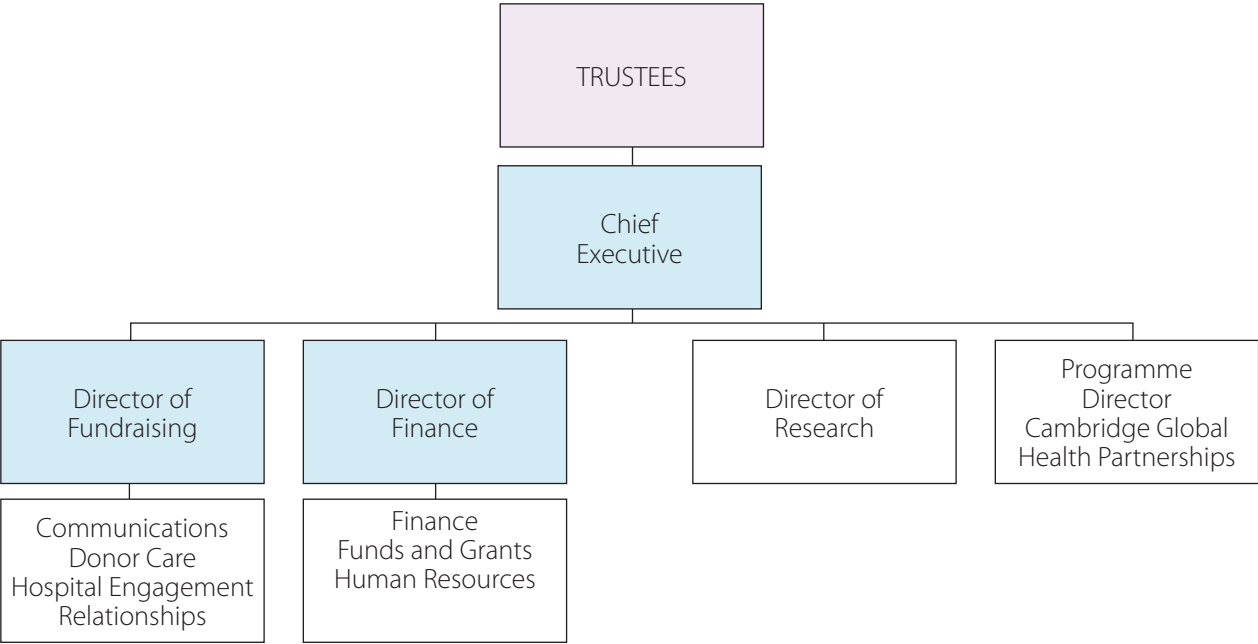 TRUSTEES
Chief
Executive
Director of
Fundraising
Director of
Finance
Director of
Research
Programme
Director
Cambridge Global
Health Partnerships
Communications
Donor Care
Hospital Engagement
Relationships
Finance
Funds and Grants
Human Resources